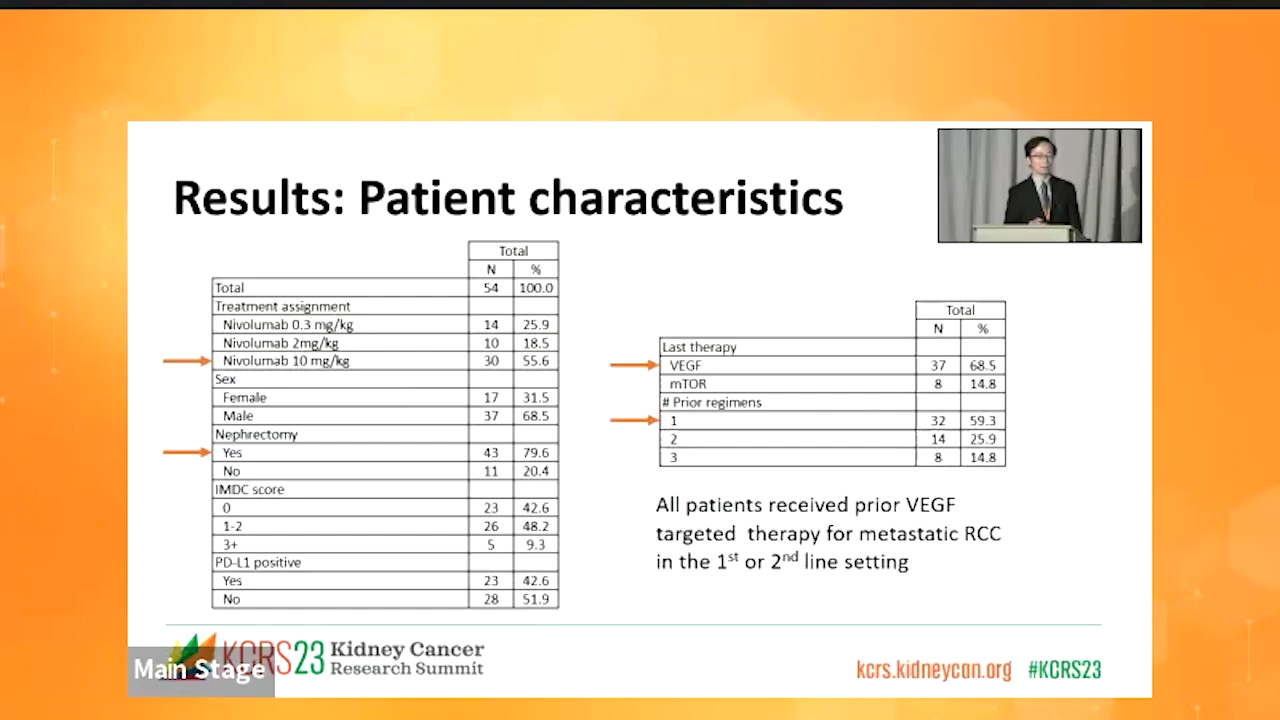 Results: Patient characteristics
Total
N %
Total 54 100.0
Treatment assignment
Nivolumab 0.3 mg/kg 14 25.9
Nivolumab 2mg/kg 10 18.5
Nivolumab 10 mg/kg 30 55.6
Sex
Female 17 31.5
Male 37 68.5
Nephrectomy
Yes 43 79.6
No 11 20.4
IMDC score
0 23 42.6
1-2 26 48.2
3+ 5 9.3
PD-L1 positive
Yes 23 42.6
No 28 51.9
Total
N %
Last therapy
VEGF 37 68.5
mTOR 8 14.8
# Prior regimens
1 32 59.3
2 14 25.9
3 8 14.8
All patients received prior VEGF
targeted therapy for metastatic RCC
in the 1st or 2nd line setting
KCRS23 Kidney Cancer
Research Summit
Main Stage
kcrs.kidneycan.org #KCRS23